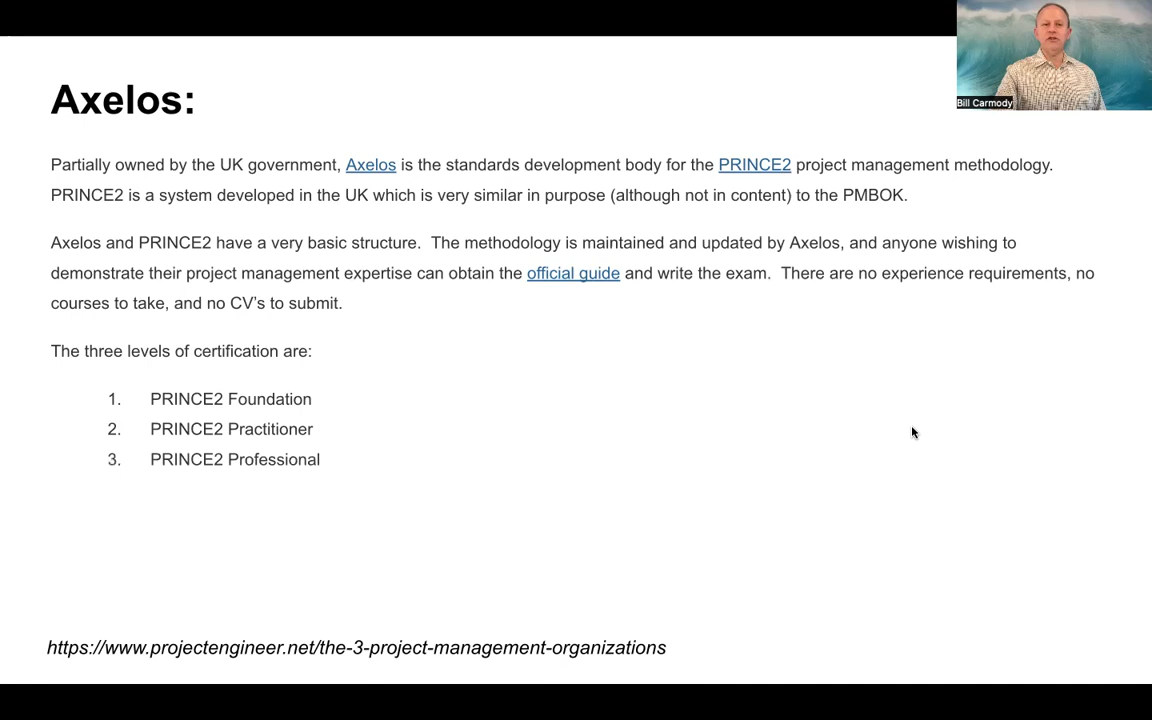 Bill Carmody
Axelos:
Partially owned by the UK government, Axelos is the standards development body for the PRINCE2 project management methodology.
PRINCE2 is a system developed in the UK which is very similar in purpose (although not in content) to the PMBOK.
Axelos and PRINCE2 have a very basic structure.  The methodology is maintained and updated by Axelos, and anyone wishing to
demonstrate their project management expertise can obtain the official guide and write the exam.  There are no experience requirements, no
courses to take, and no CV's to submit.
The three levels of certification are:
1. PRINCE2 Foundation
2. PRINCE2 Practitioner
3. PRINCE2 Professional
https://www.projectengineer.net/the-3-project-management-organizations